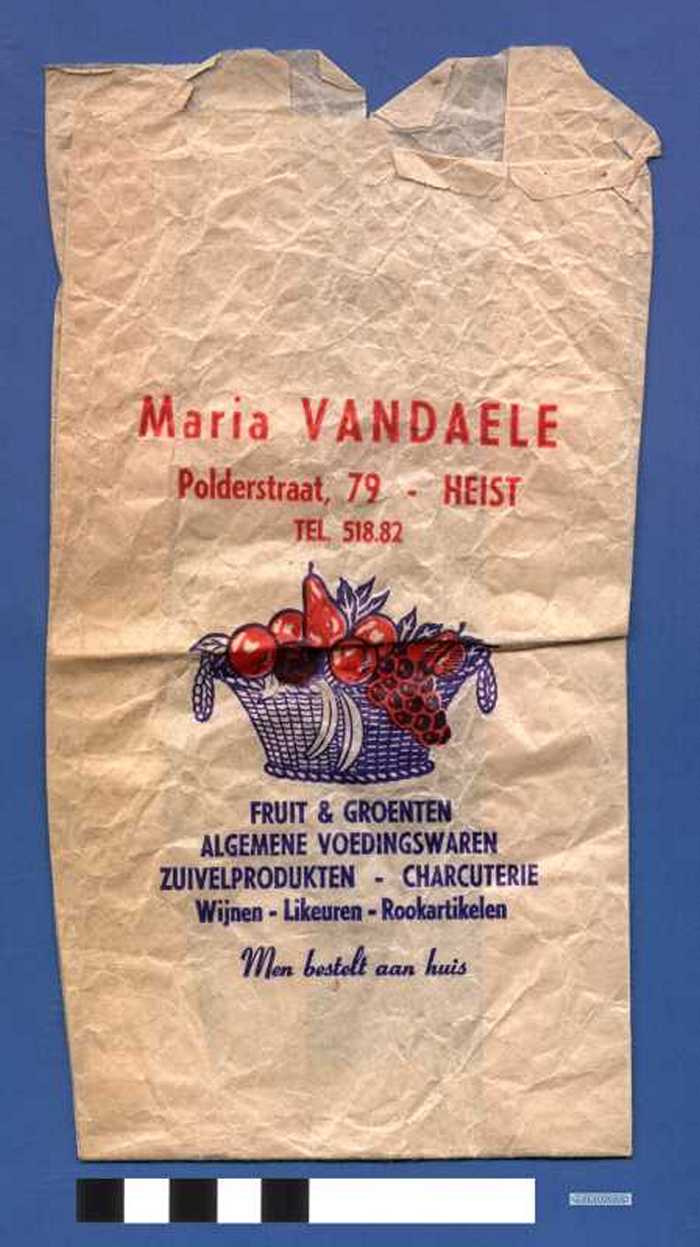 Maria VANDAELE
Polderstraat, 79 - HEIST
TEL. 518.82
FRUIT & GROENTEN
ALGEMENE VOEDINGSWAREN
ZUIVELPRODUKTEN - CHARCUTERIE
Wijnen - Likeuren - Rookartikelen
Men bestelt aan huis